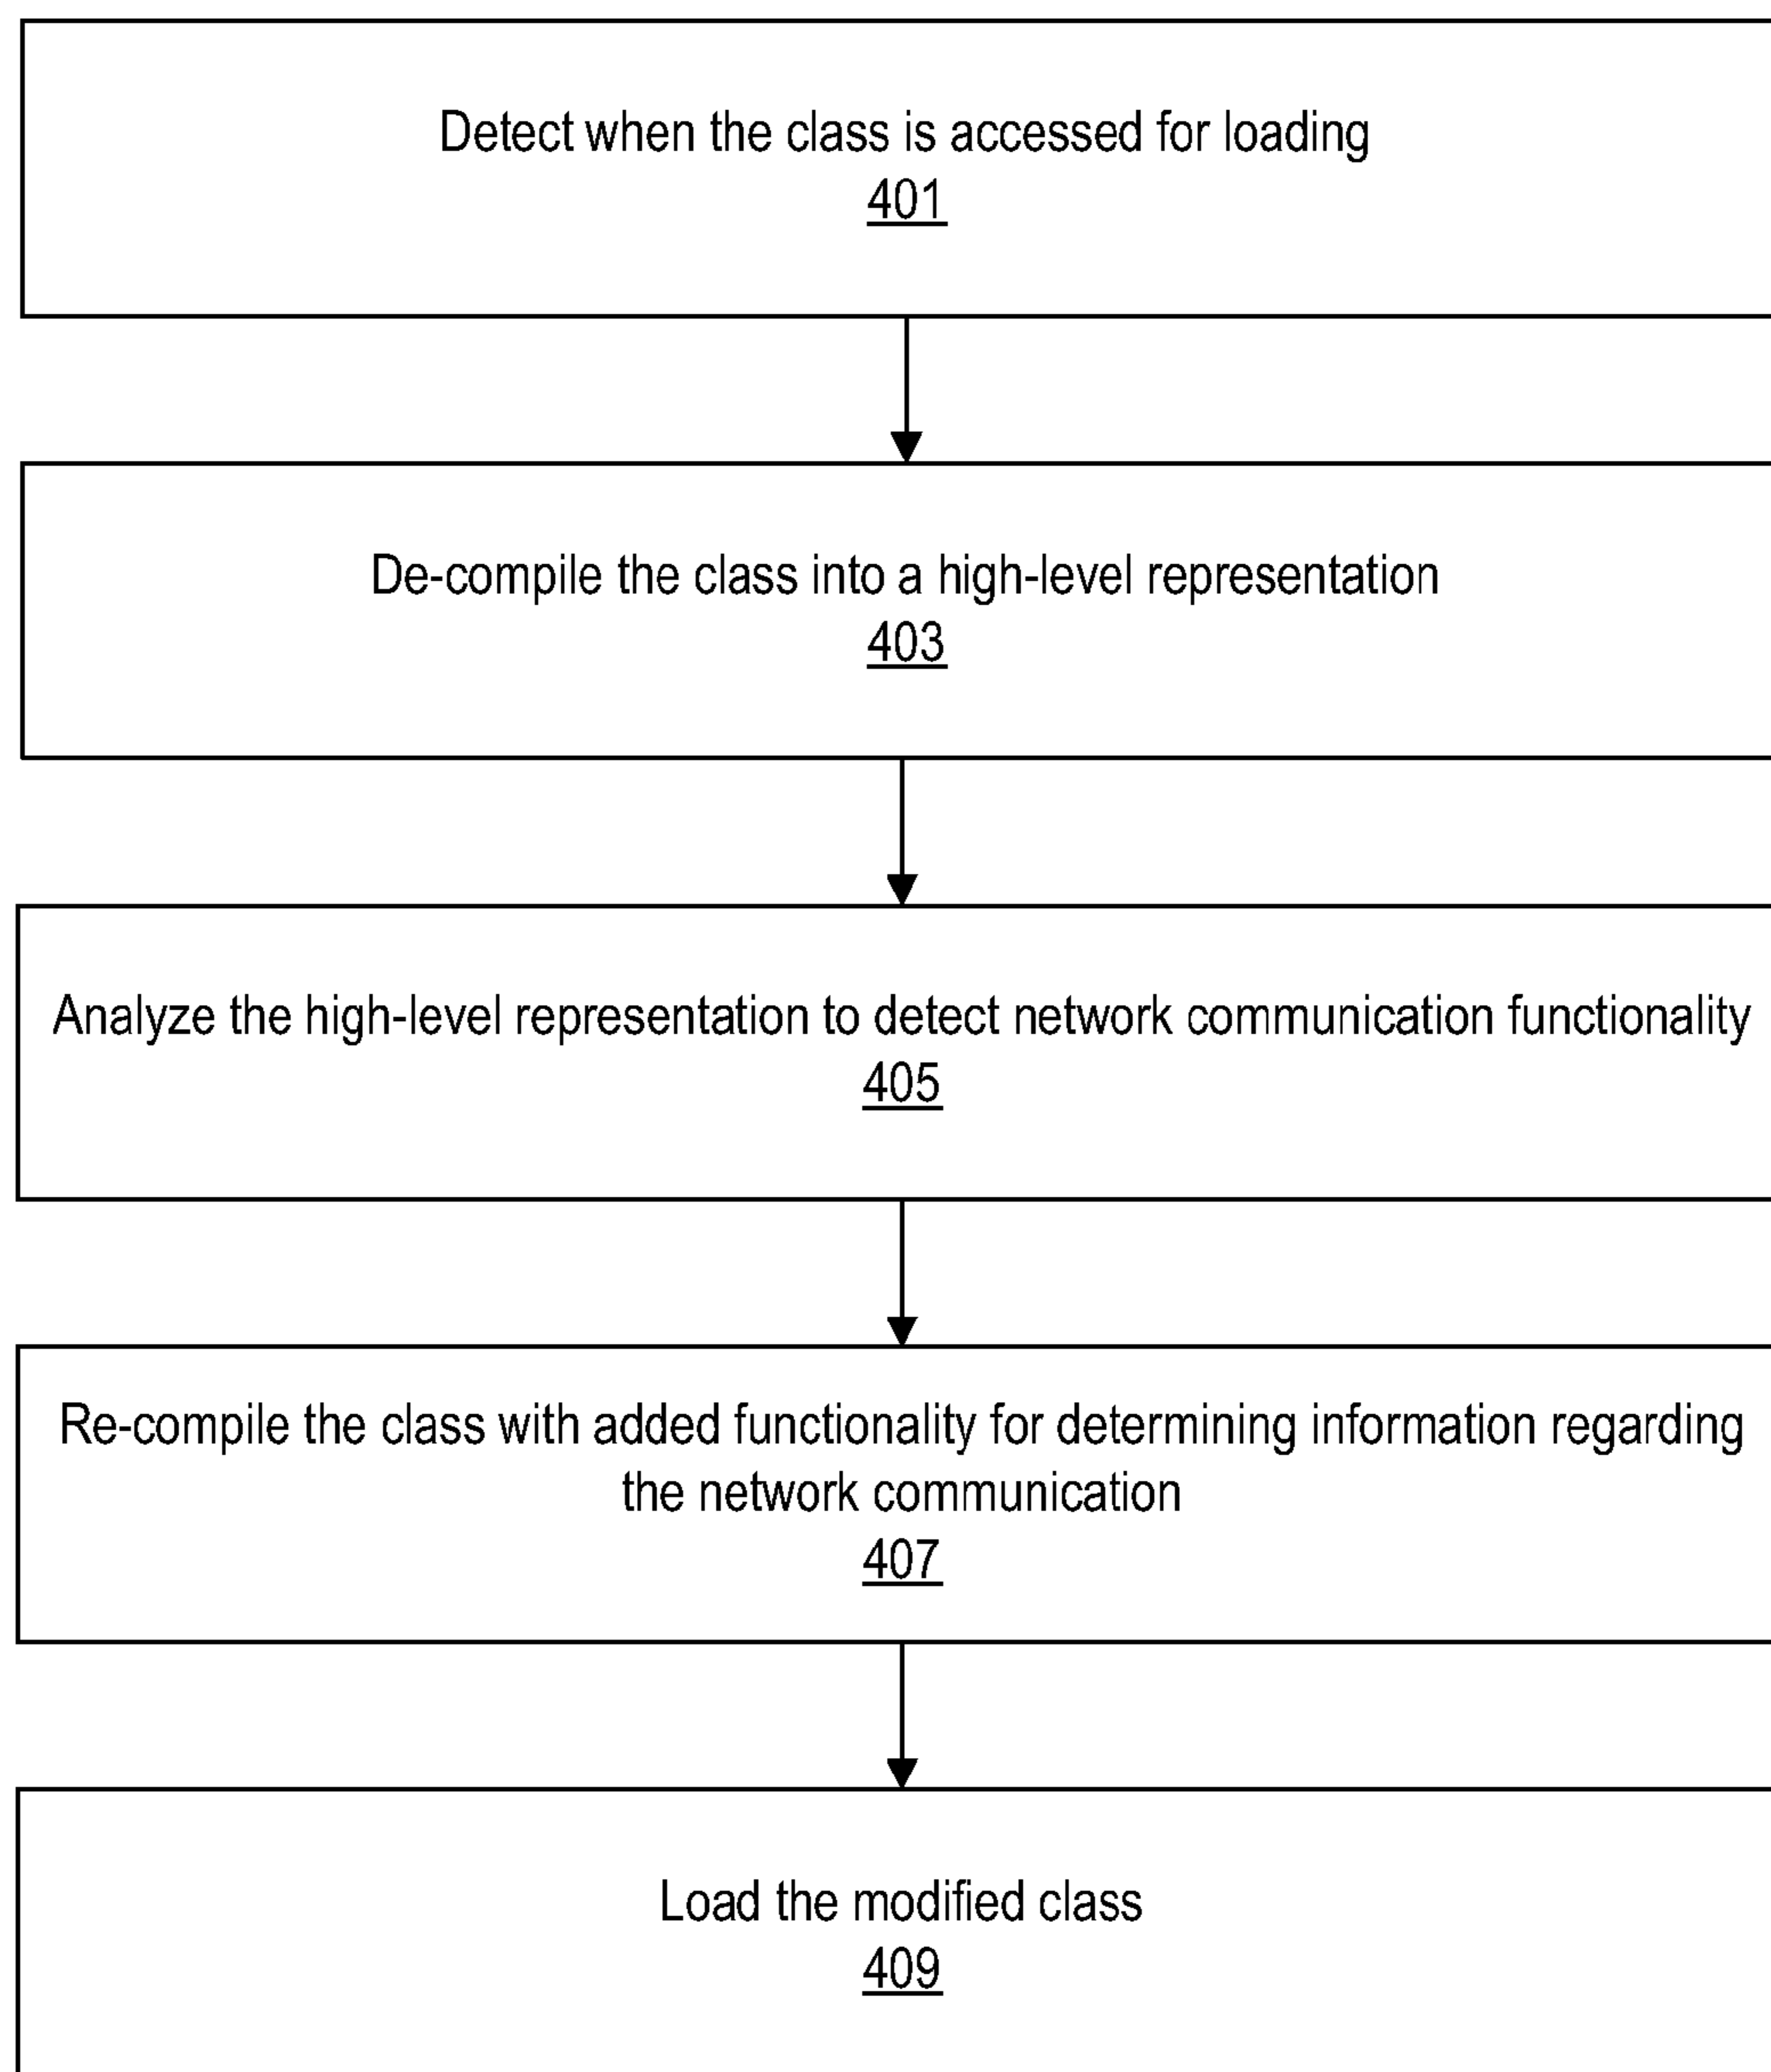 Detect when the class is accessed for loading
401
De-compile the class into a high-level representation
403
Analyze the high-level representation to detect network communication functionality
405
Re-compile the class with added functionality for determining information regarding
the network communication
407
Load the modified class
409